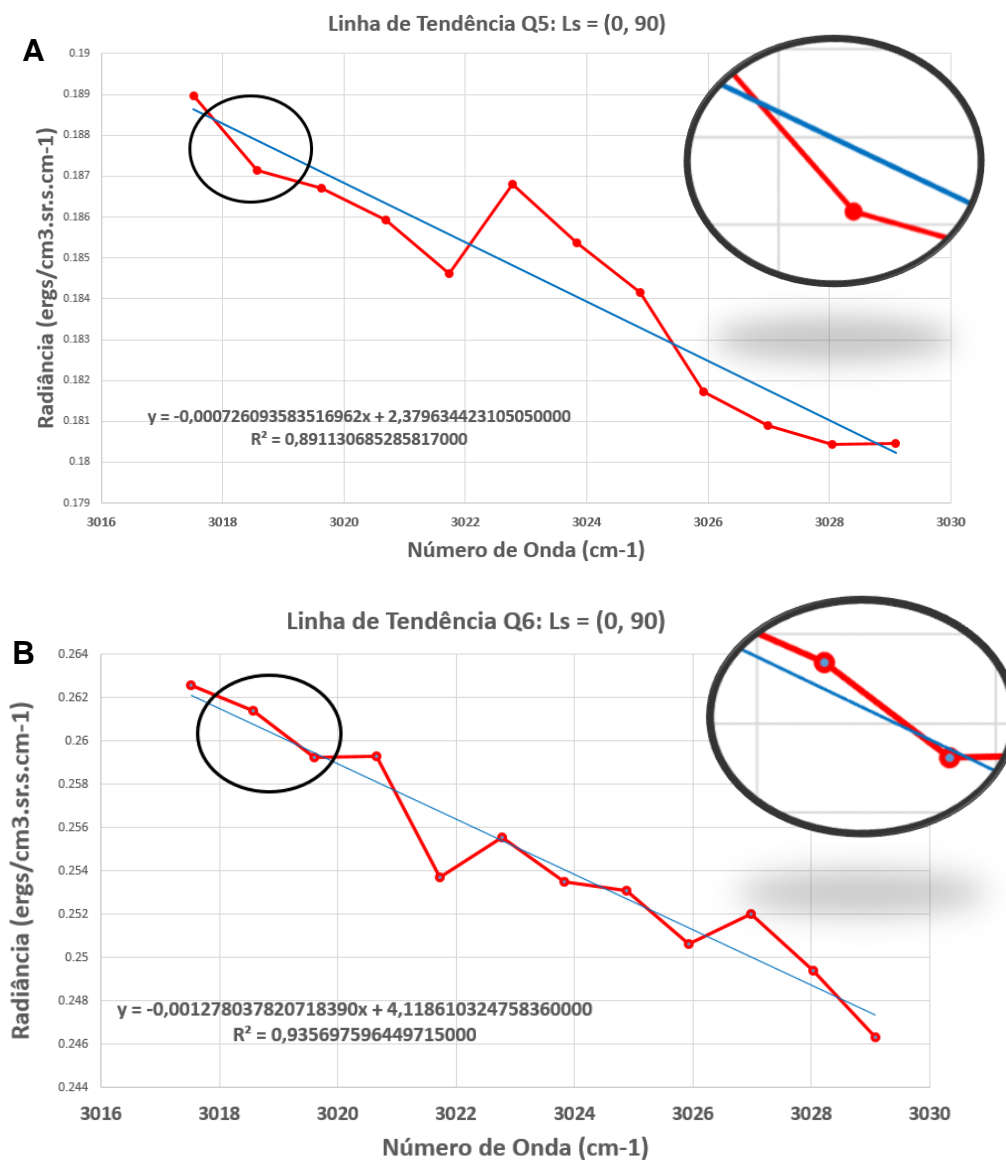 Linha de Tendência Q5: Ls = (0, 90)
A
0.19
0.189
0.188
0.187
0.186
0.185
0.184
0.183
0.182
0.181
0.18
0.179
Radiância (ergs/cm3.sr.s.cm-1)
y = -0,000726093583516962x + 2,379634423105050000
R² = 0,891130685285817000
3016 3018 3020 3022 3024 3026 3028 3030
Número de Onda (cm-1)
Linha de Tendência Q6: Ls = (0, 90)
B
0.264
0.262
0.26
0.258
0.256
0.254
0.252
0.25
0.248
0.246
0.244
Radiância (ergs/cm3.sr.s.cm-1)
y = -0,0012780378207183​90x + 4,1186103247583​60000
R² = 0,935697596449715000
3016 3018 3020 3022 3024 3026 3028 3030
Número de Onda (cm-1)